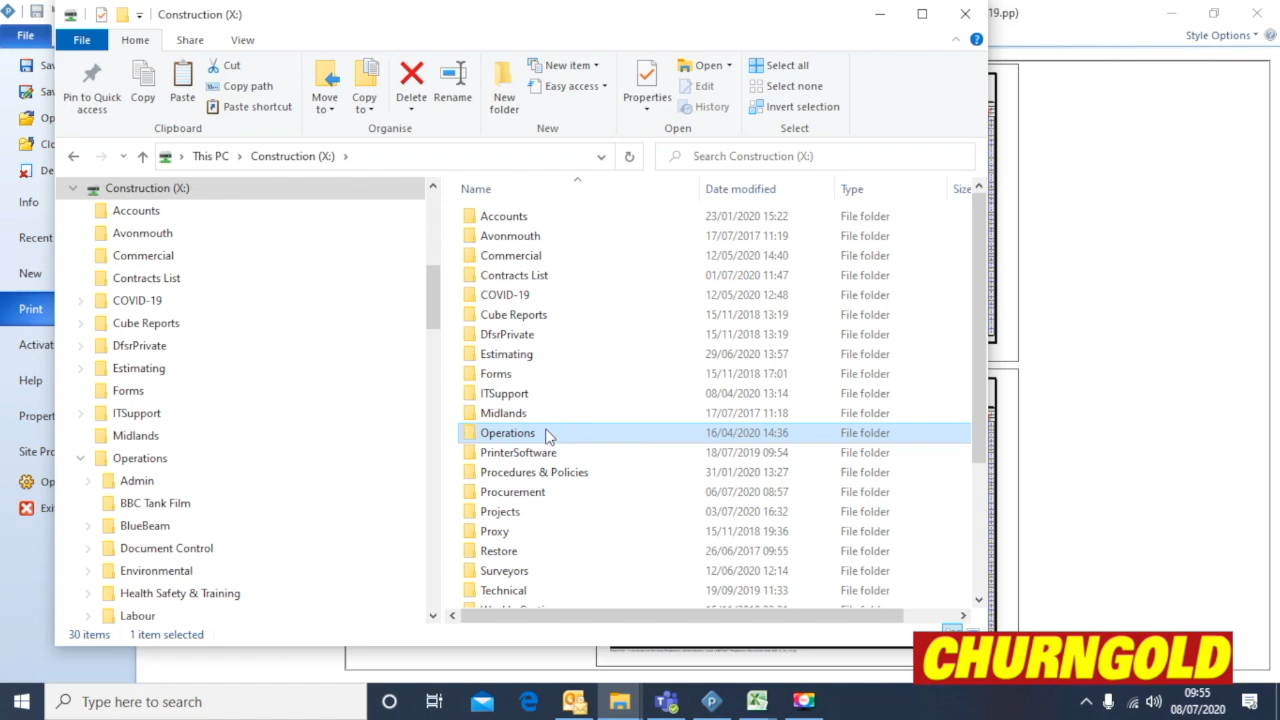 Construction (X:)
19.pp)
File
Home
Share
View
File
Style Options
Pin to Quick access
Copy
Paste
Cut
Copy path
Paste shortcut
Move to
Copy to
Delete
Rename
New folder
New item
Easy access
Properties
Open
Edit
History
Select all
Select none
Invert selection
Clipboard
Organise
New
Open
Select
This PC > Construction (X:) >
Search Construction (X:)
Info
Recent
New
Print
Help
Construction (X:)
Accounts
Avonmouth
Commercial
Contracts List
COVID-19
Cube Reports
DfsrPrivate
Estimating
Forms
ITSupport
Midlands
Operations
Admin
BBC Tank Film
BlueBeam
Document Control
Environmental
Health Safety & Training
Labour
Name Date modified Type Size
Accounts 23/01/2020 15:22 File folder
Avonmouth 17/07/2017 11:19 File folder
Commercial 12/05/2020 14:40 File folder
Contracts List 01/07/2020 11:47 File folder
COVID-19 12/05/2020 12:48 File folder
Cube Reports 15/11/2018 13:19 File folder
DfsrPrivate 15/11/2018 13:19 File folder
Estimating 29/06/2020 13:57 File folder
Forms 15/11/2018 17:01 File folder
ITSupport 08/04/2020 13:14 File folder
Midlands 17/07/2017 11:18 File folder
Operations 16/04/2020 14:36 File folder
PrinterSoftware 18/07/2019 09:54 File folder
Procedures & Policies 31/01/2020 13:27 File folder
Procurement 06/07/2020 08:57 File folder
Projects 03/07/2020 16:32 File folder
Proxy 15/11/2018 19:36 File folder
Restore 26/06/2017 09:55 File folder
Surveyors 12/06/2020 12:14 File folder
Technical 19/09/2019 11:33 File folder
30 items 1 item selected
CHURNGOLD
Type here to search
09:55
08/07/2020